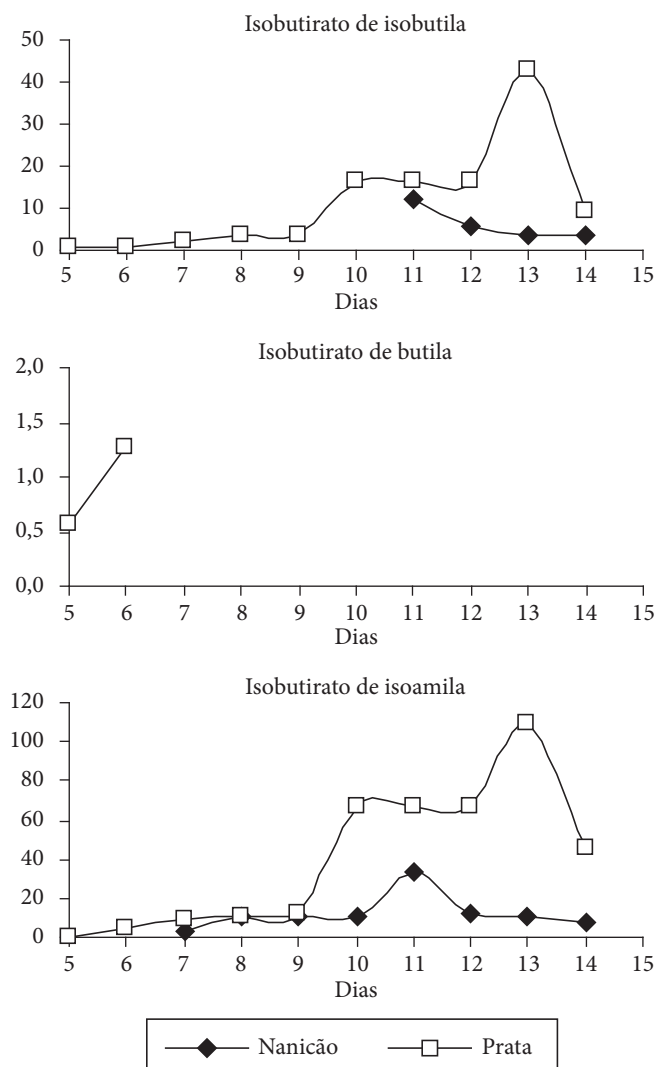 Isobutirato de isobutila
50
40
30
20
10
0
5 6 7 8 9 10 11 12 13 14 15
Dias
Isobutirato de butila
2,0
1,5
1,0
0,5
0,0
5 6 7 8 9 10 11 12 13 14 15
Dias
Isobutirato de isoamila
120
100
80
60
40
20
0
5 6 7 8 9 10 11 12 13 14 15
Dias
Nanicão Prata